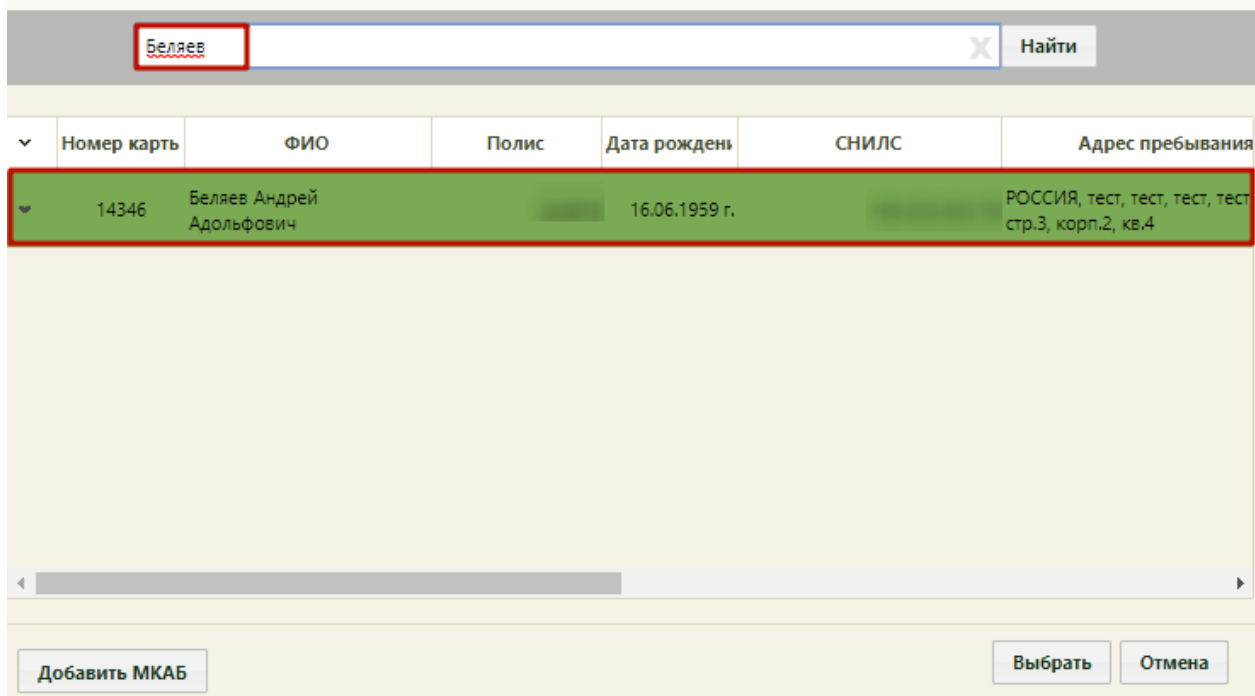 Беляев
X
Найти
Номер карть
ФИО
Полис
Дата рождень
СНИЛС
Адрес пребывания
14346
Беляев Андрей
Адольфович
16.06.1959 г.
РОССИЯ, тест, тест, тест, тест
стр.3, корп.2, кв.4
Добавить МКАБ
Выбрать
Отмена